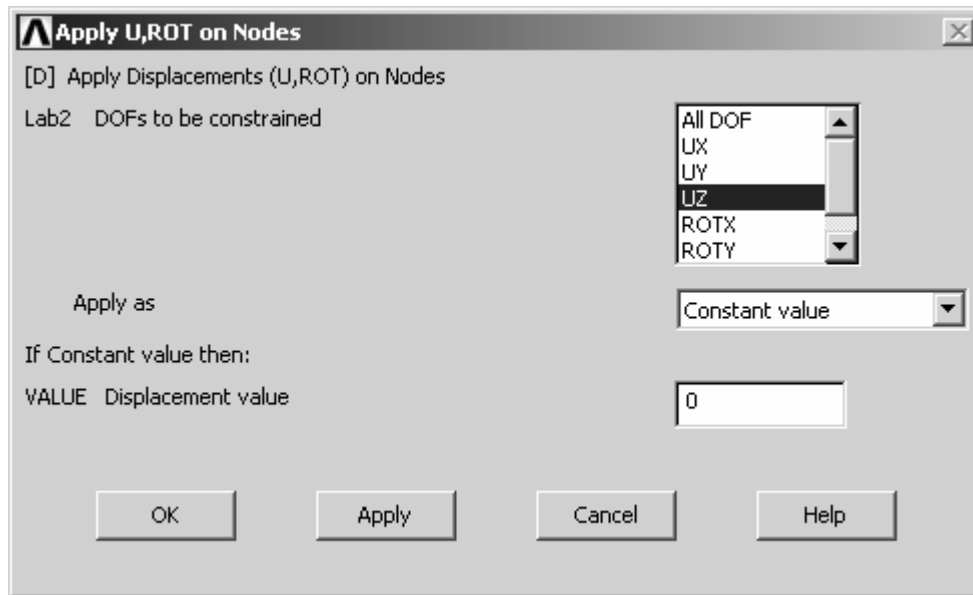 Apply U,ROT on Nodes
[D] Apply Displacements (U,ROT) on Nodes
Lab2 DOFs to be constrained
All DOF
UX
UY
UZ
ROTX
ROTY
Apply as
Constant value
If Constant value then:
VALUE Displacement value
0
OK
Apply
Cancel
Help